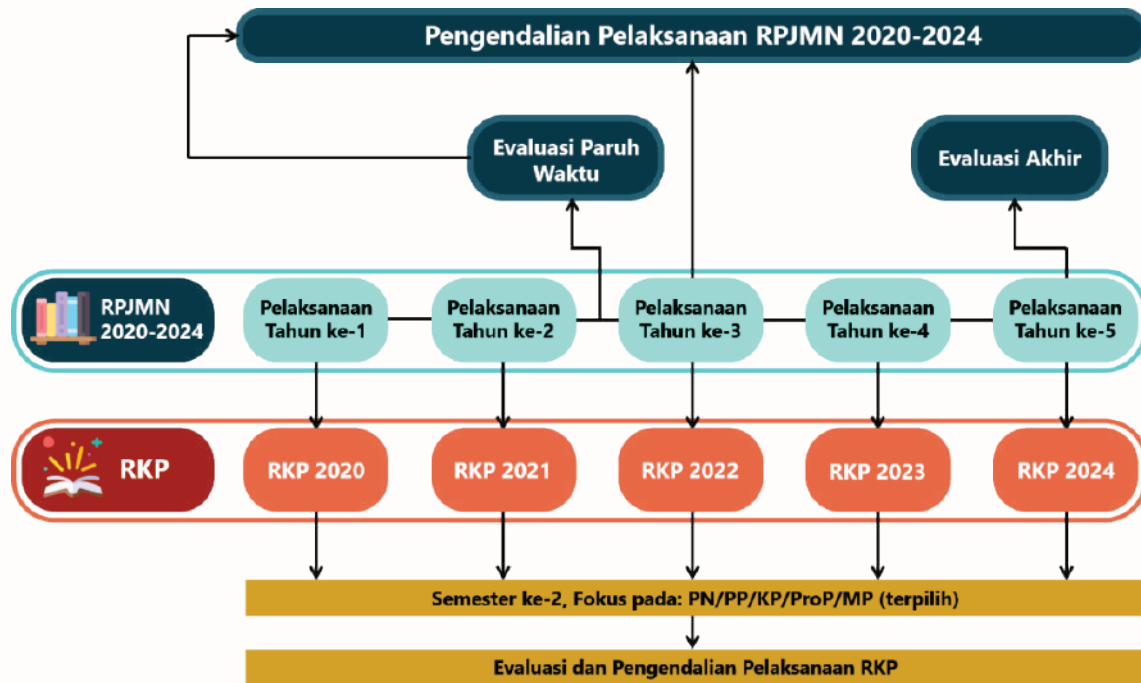 Pengendalian Pelaksanaan RPJMN 2020-2024
Evaluasi Paruh
Waktu
Evaluasi Akhir
RPJMN
2020-2024
Pelaksanaan
Tahun ke-1
Pelaksanaan
Tahun ke-2
Pelaksanaan
Tahun ke-3
Pelaksanaan
Tahun ke-4
Pelaksanaan
Tahun ke-5
RKP
RKP 2020
RKP 2021
RKP 2022
RKP 2023
RKP 2024
Semester ke-2, Fokus pada: PN/PP/KP/ProP/MP (terpilih)
Evaluasi dan Pengendalian Pelaksanaan RKP